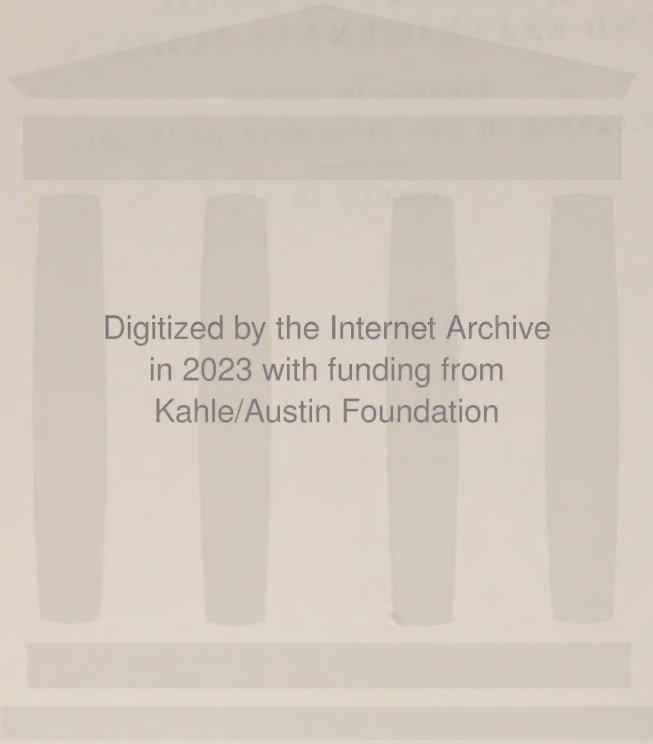 Digitized by the Internet Archive
in 2023 with funding from
Kahle/Austin Foundation